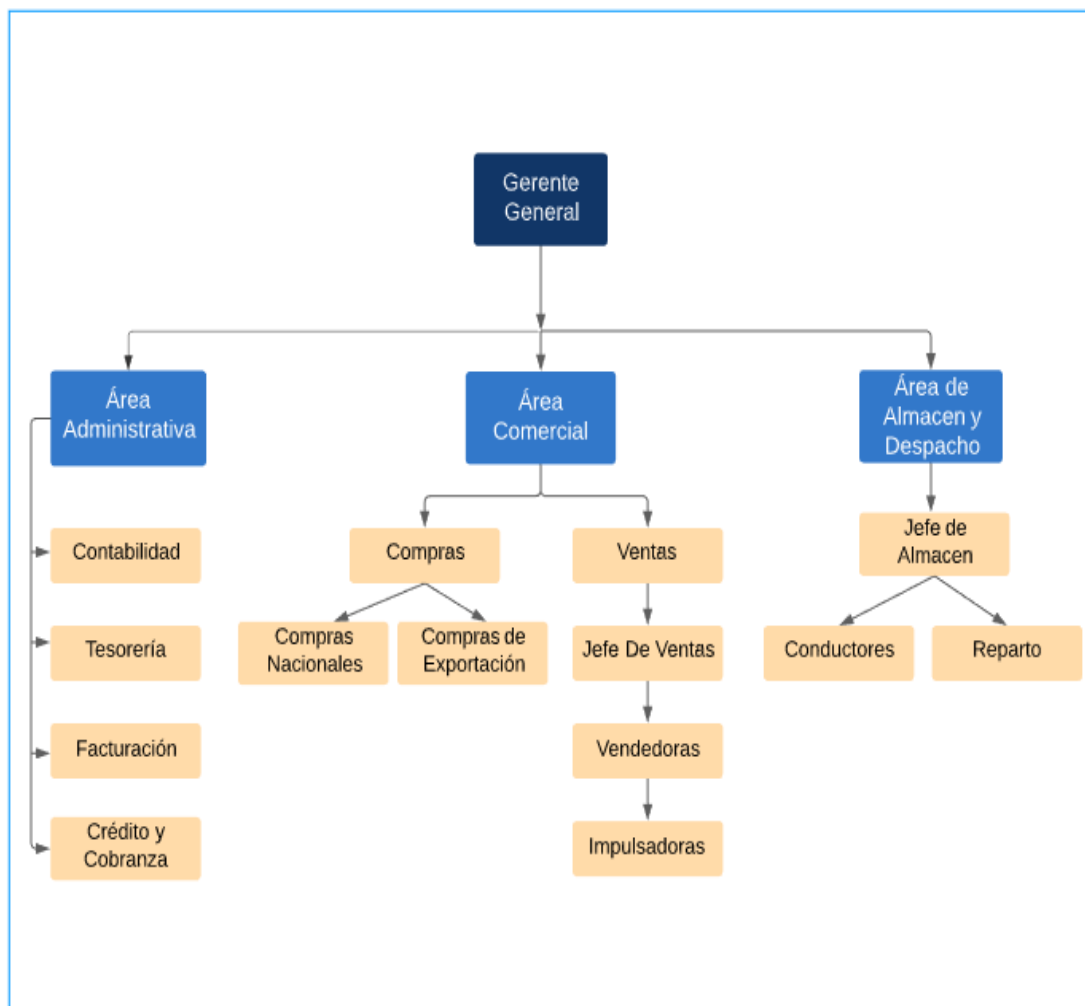 Gerente
General
Área
Administrativa
Área
Comercial
Área de
Almacen y
Despacho
Contabilidad
Compras
Ventas
Jefe de
Almacen
Tesorería
Compras
Nacionales
Compras de
Exportación
Jefe De Ventas
Conductores
Reparto
Facturación
Vendedoras
Crédito y
Cobranza
Impulsadoras